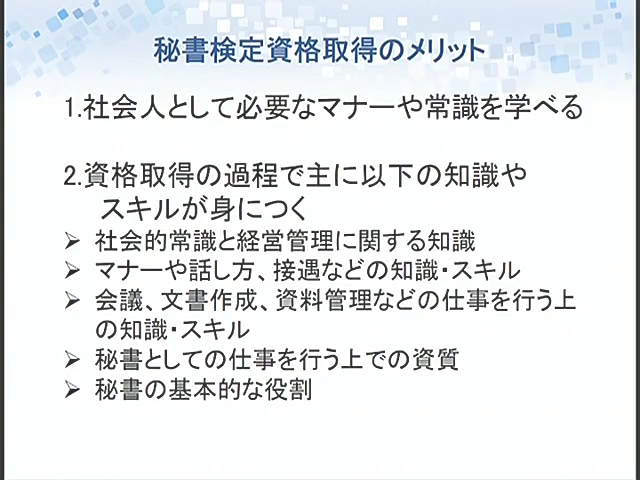 秘書検定資格取得のメリット
1.社会人として必要なマナーや常識を学べる
2.資格取得の過程で主に以下の知識や
スキルが身につく
➢ 社会的常識と経営管理に関する知識
➢ マナーや話し方、接遇などの知識・スキル
➢ 会議、文書作成、資料管理などの仕事を行う上
の知識・スキル
➢ 秘書としての仕事を行う上での資質
➢ 秘書の基本的な役割